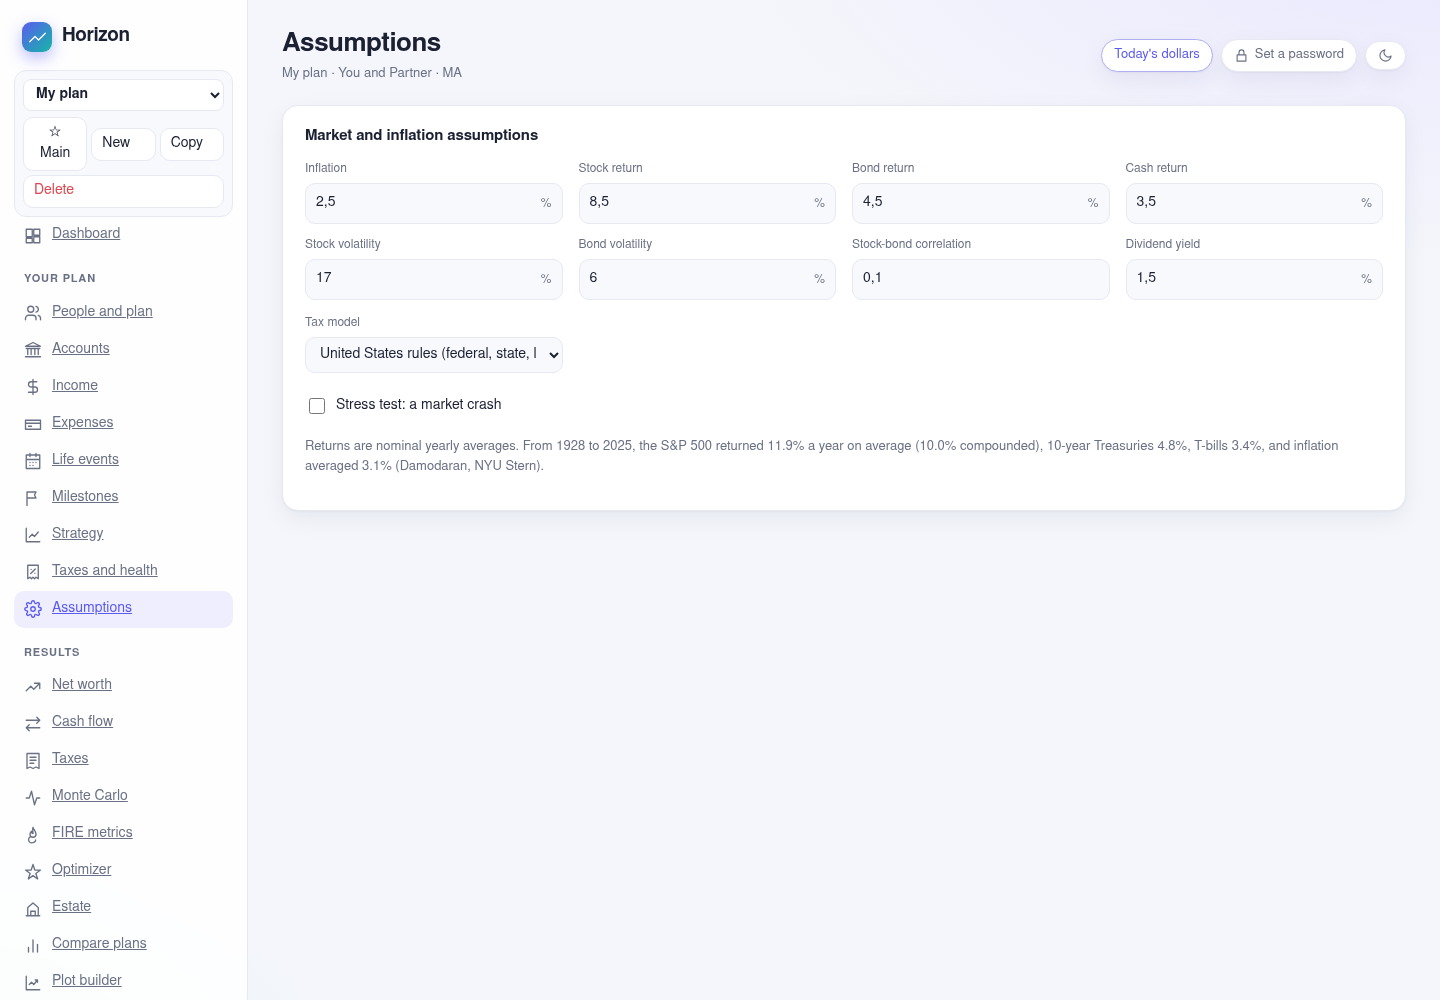 Horizon
My plan
Main
New
Copy
Delete
Dashboard
YOUR PLAN
People and plan
Accounts
Income
Expenses
Life events
Milestones
Strategy
Taxes and health
Assumptions
RESULTS
Net worth
Cash flow
Taxes
Monte Carlo
FIRE metrics
Optimizer
Estate
Compare plans
Plot builder
Assumptions
My plan · You and Partner · MA
Today's dollars
Set a password
Market and inflation assumptions
Inflation
2,5 %
Stock return
8,5 %
Bond return
4,5 %
Cash return
3,5 %
Stock volatility
17 %
Bond volatility
6 %
Stock-bond correlation
0,1
Dividend yield
1,5 %
Tax model
United States rules (federal, state, l
Stress test: a market crash
Returns are nominal yearly averages. From 1928 to 2025, the S&P 500 returned 11.9% a year on average (10.0% compounded), 10-year Treasuries 4.8%, T-bills 3.4%, and inflation
averaged 3.1% (Damodaran, NYU Stern).